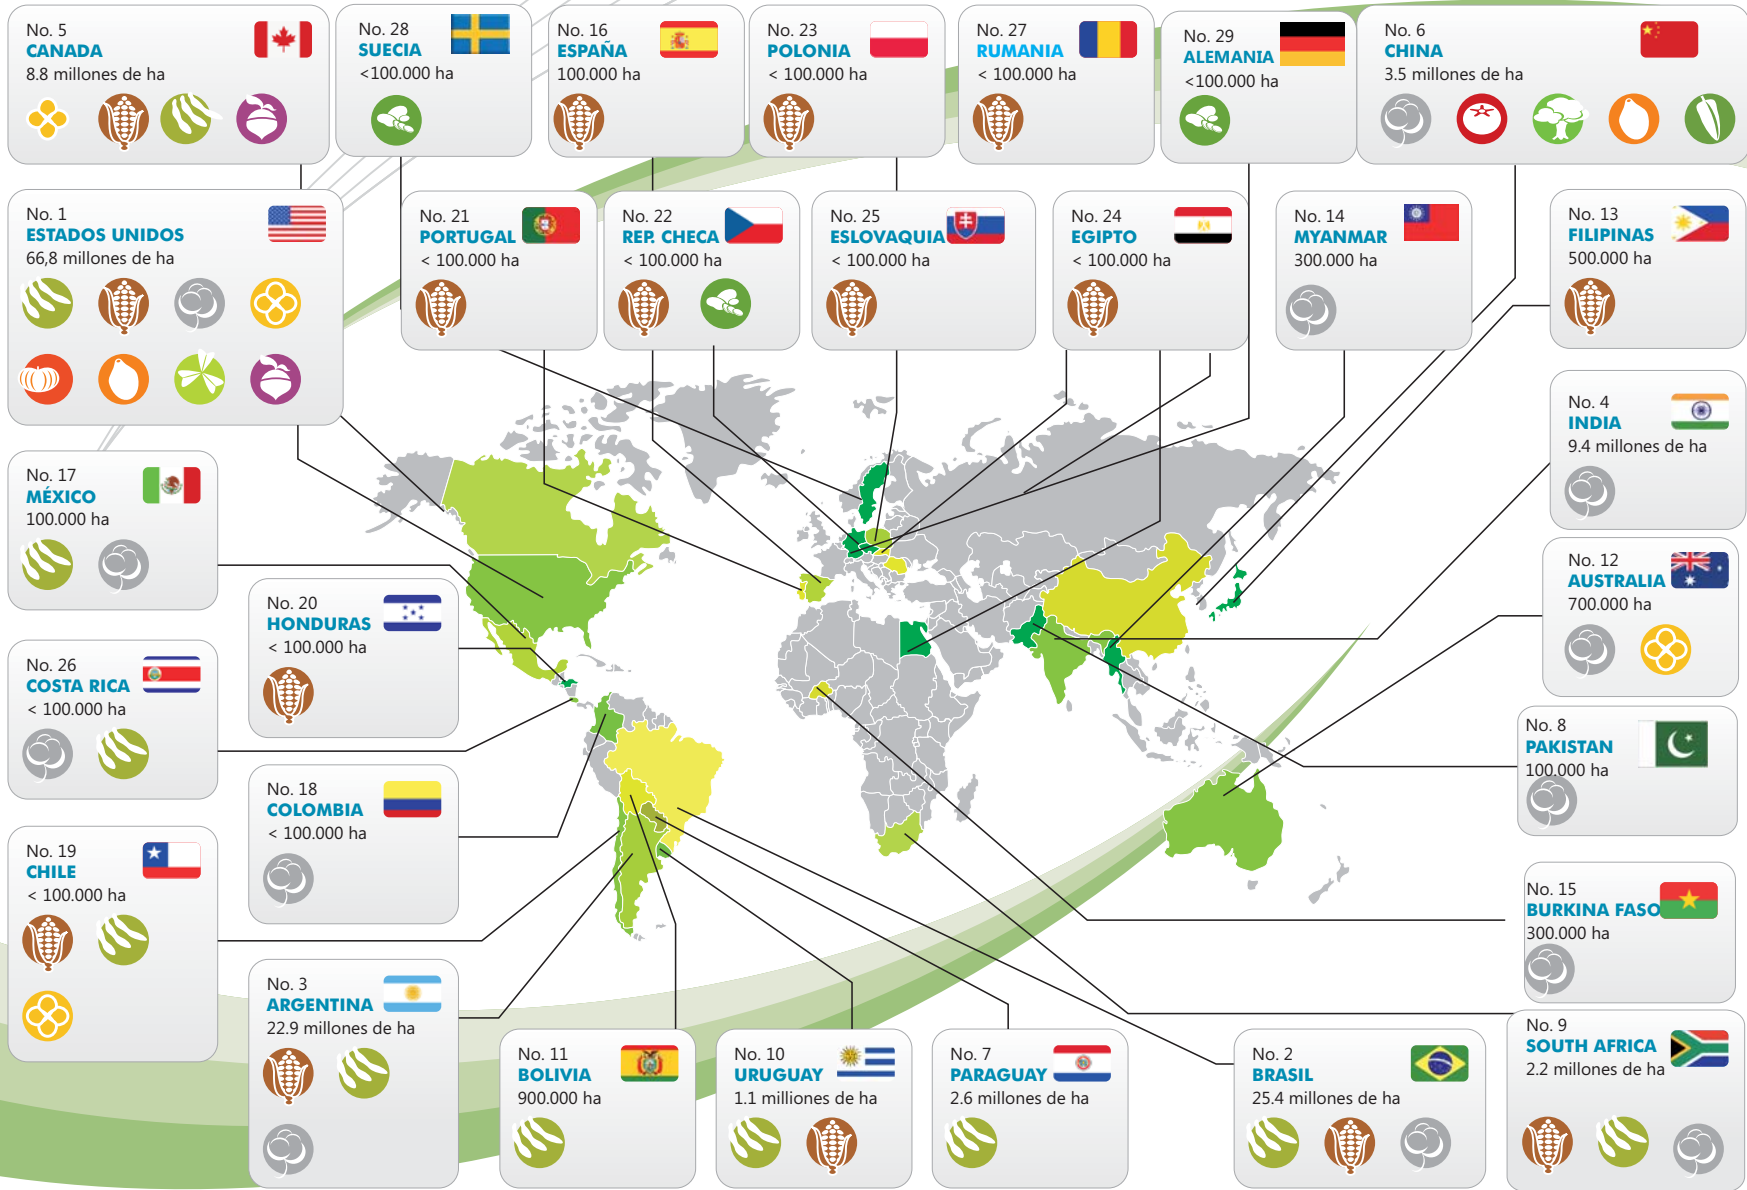 No. 5
CANADA
8.8 millones de ha
No. 28
SUECIA
<100.000 ha
No. 16
ESPAÑA
100.000 ha
No. 23
POLONIA
< 100.000 ha
No. 27
RUMANIA
< 100.000 ha
No. 29
ALEMANIA
<100.000 ha
No. 6
CHINA
3.5 millones de ha
No. 1
ESTADOS UNIDOS
66,8 millones de ha
No. 21
PORTUGAL
< 100.000 ha
No. 22
REP. CHECA
< 100.000 ha
No. 25
ESLOVAQUIA
< 100.000 ha
No. 24
EGIPTO
< 100.000 ha
No. 14
MYANMAR
300.000 ha
No. 13
FILIPINAS
500.000 ha
No. 4
INDIA
9.4 millones de ha
No. 17
MÉXICO
100.000 ha
No. 20
HONDURAS
< 100.000 ha
No. 12
AUSTRALIA
700.000 ha
No. 26
COSTA RICA
< 100.000 ha
No. 8
PAKISTAN
100.000 ha
No. 18
COLOMBIA
< 100.000 ha
No. 19
CHILE
< 100.000 ha
No. 15
BURKINA FASO
300.000 ha
No. 3
ARGENTINA
22.9 millones de ha
No. 11
BOLIVIA
900.000 ha
No. 10
URUGUAY
1.1 milliones de ha
No. 7
PARAGUAY
2.6 millones de ha
No. 2
BRASIL
25.4 millones de ha
No. 9
SOUTH AFRICA
2.2 millones de ha